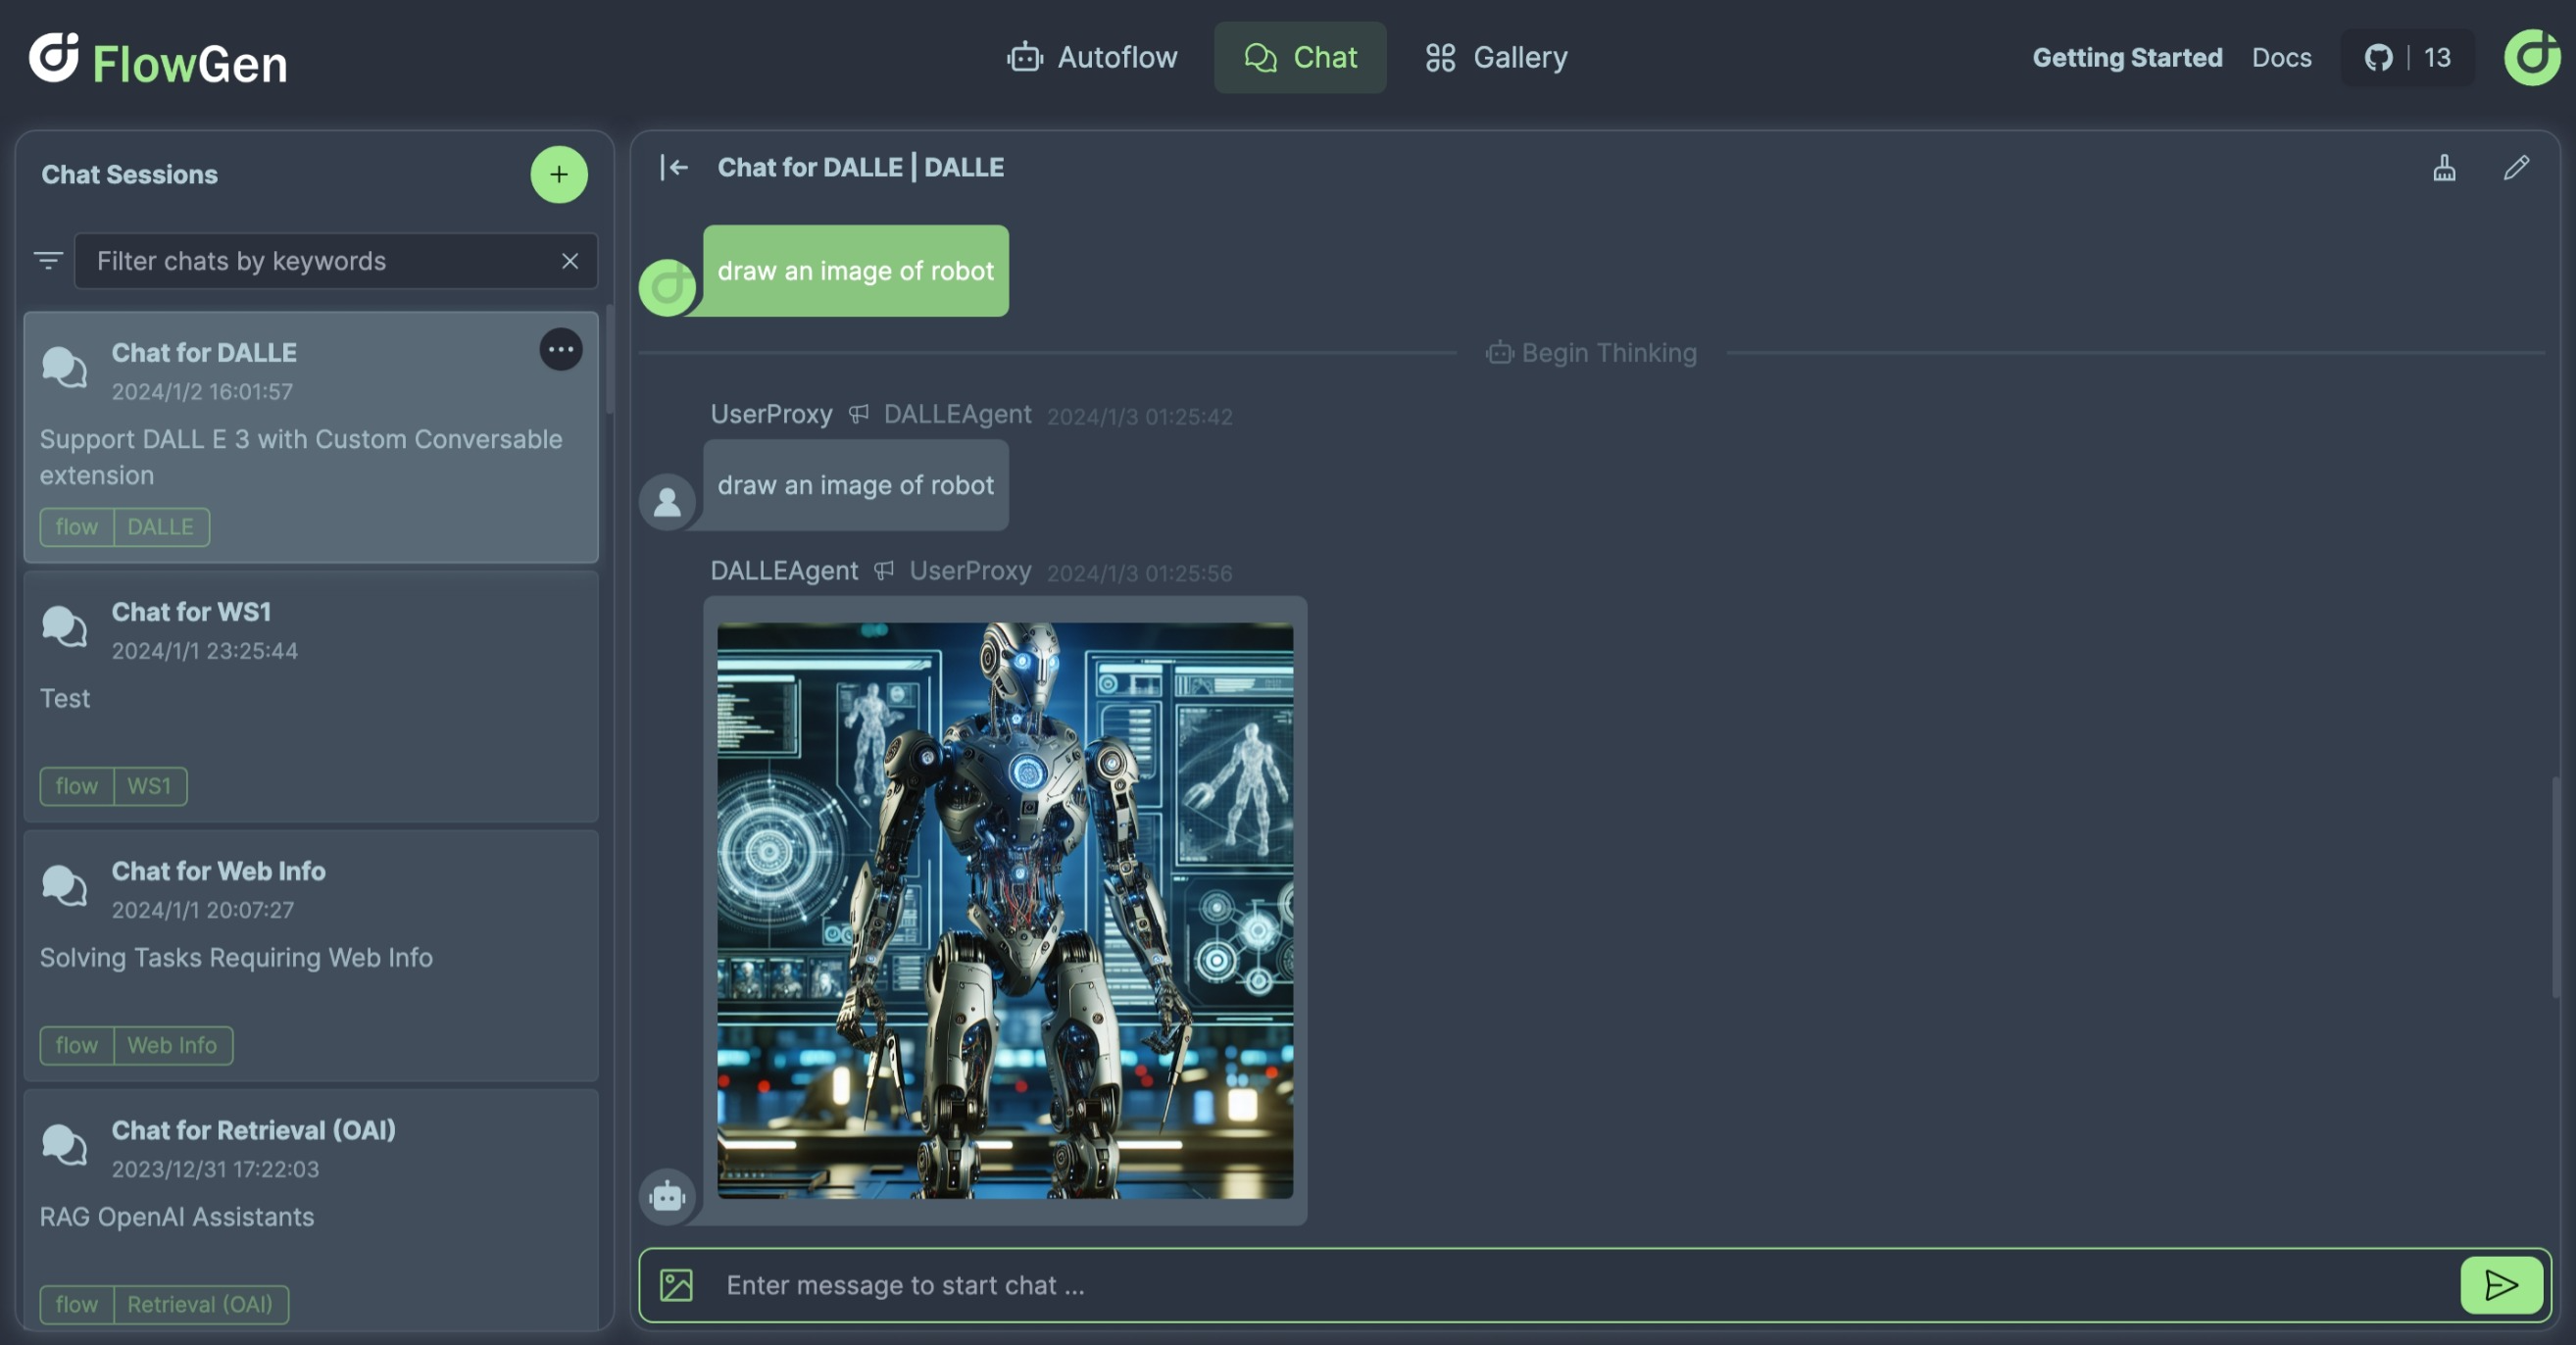 FlowGen
Autoflow
Chat
Gallery
Getting Started
Docs
13
Chat Sessions
Filter chats by keywords
Chat for DALLE
2024/1/2 16:01:57
Support DALL E 3 with Custom Conversable
extension
flow DALLE
Chat for WS1
2024/1/1 23:25:44
Test
flow WS1
Chat for Web Info
2024/1/1 20:07:27
Solving Tasks Requiring Web Info
flow Web Info
Chat for Retrieval (OAI)
2023/12/31 17:22:03
RAG OpenAI Assistants
flow Retrieval (OAI)
Chat for DALLE | DALLE
draw an image of robot
Begin Thinking
UserProxy DALLEAgent 2024/1/3 01:25:42
draw an image of robot
DALLEAgent UserProxy 2024/1/3 01:25:56
Enter message to start chat ...